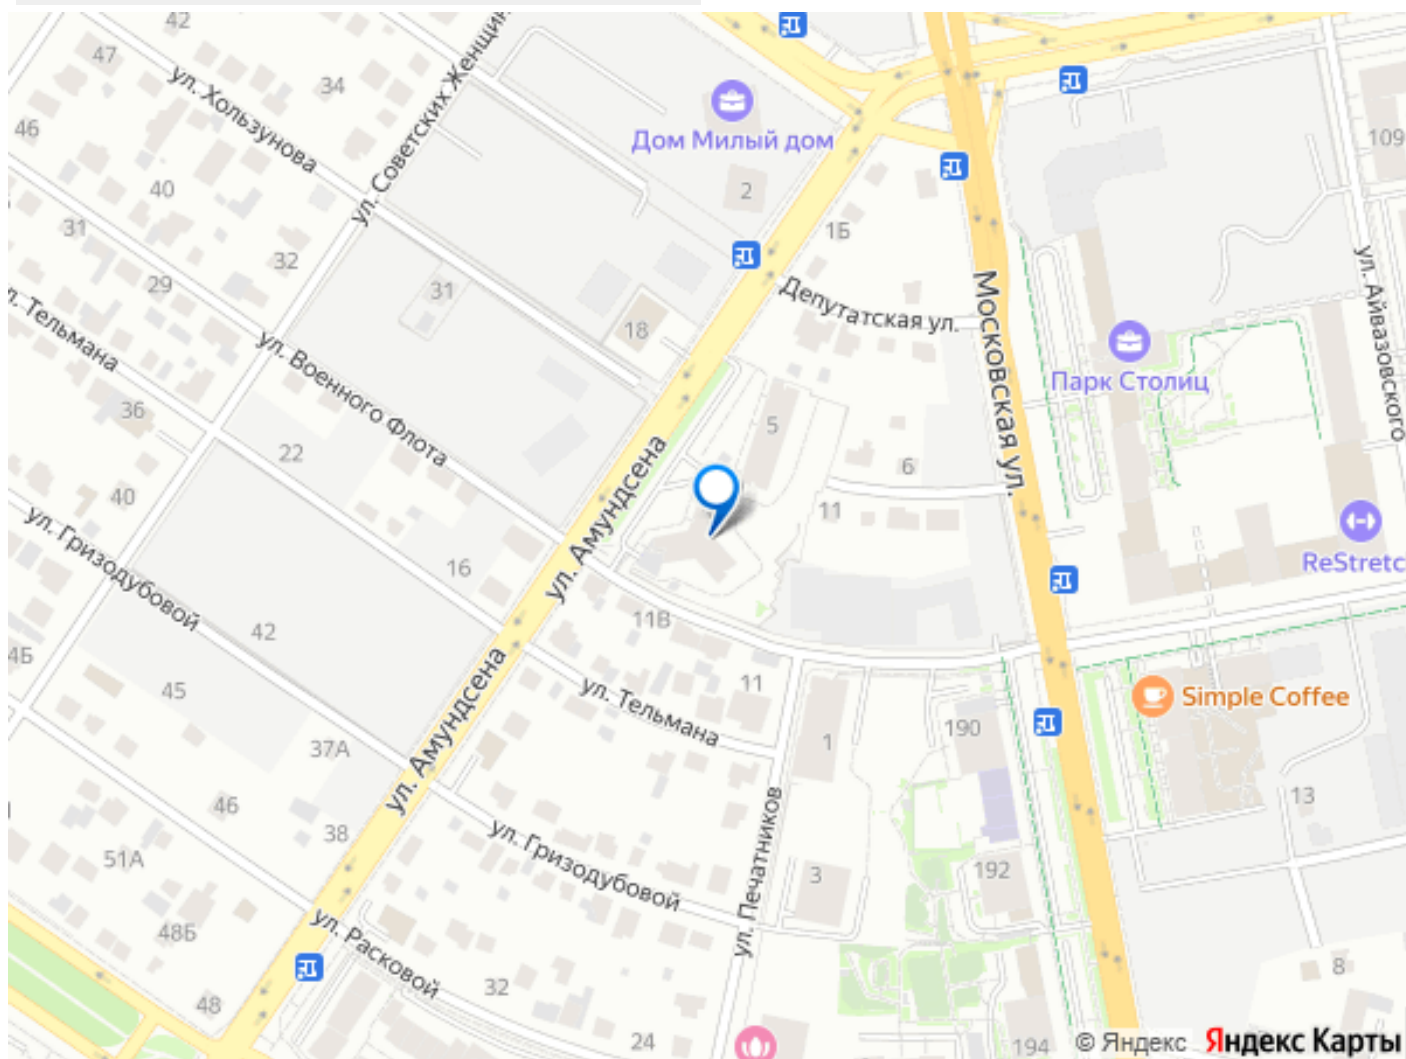 42
47
ул. Хользунова
34
ул. Советских Женщин
46
Дом Милый дом
109
40
2
31
1Б
32
29
31
Депутатская ул.
Московская ул.
ул. Айвазовского
Тельмана
18
ул. Военного Флота
Парк Столиц
36
5
22
6
ул. Амундсена
40
11
ул. Гризодубовой
16
ReStretc
42
11В
4Б
45
ул. Тельмана
11
Simple Coffee
37А
ул. Амундсена
190
1
46
38
13
51А
ул. Гризодубовой
ул. Печатников
3
192
48Б
ул. Расковой
32
8
48
24
194
© Яндекс Яндекс Карты